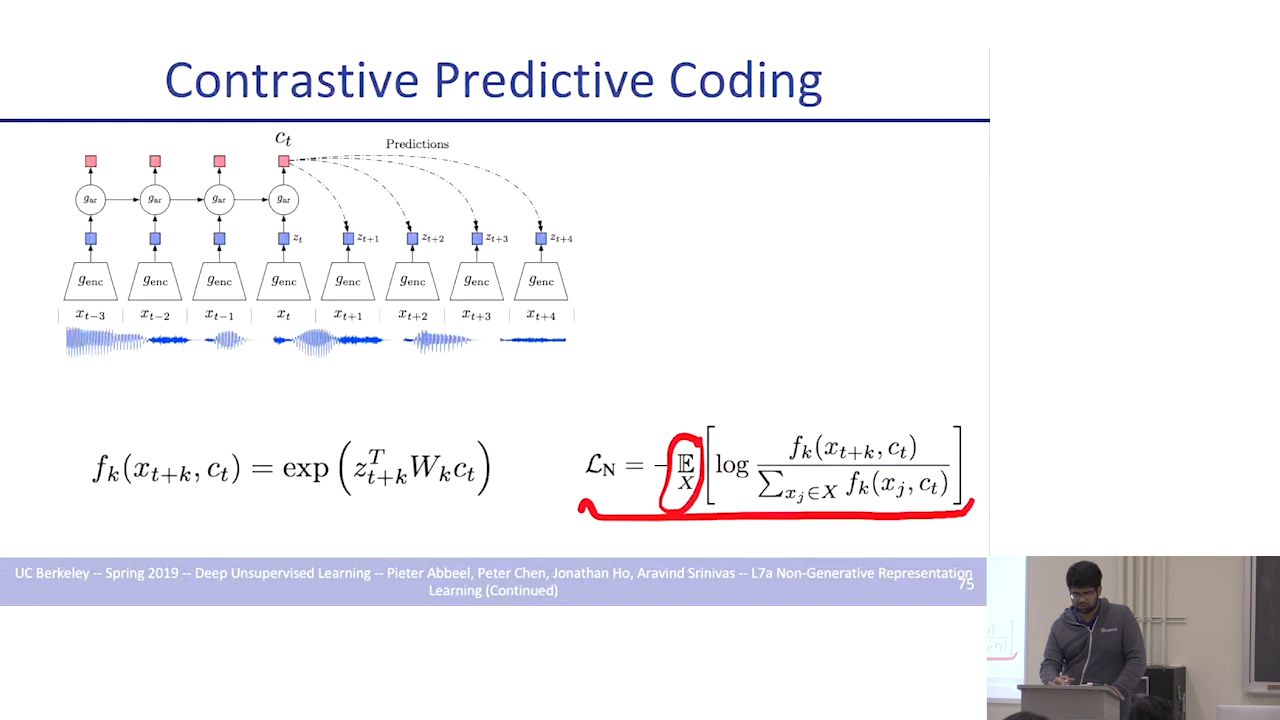 Contrastive Predictive Coding
c_t
Predictions
g_ar g_ar g_ar g_ar
z_t z_{t+1} z_{t+2} z_{t+3} z_{t+4}
g_enc g_enc g_enc g_enc g_enc g_enc g_enc g_enc
x_{t−3} x_{t−2} x_{t−1} x_t x_{t+1} x_{t+2} x_{t+3} x_{t+4}
f_k(x_{t+k}, c_t) = exp(z_{t+k}^T W_k c_t)
ℒ_N = −𝔼_X [log f_k(x_{t+k}, c_t) / ∑_{x_j∈X} f_k(x_j, c_t)]
UC Berkeley -- Spring 2019 -- Deep Unsupervised Learning -- Pieter Abbeel, Peter Chen, Jonathan Ho, Aravind Srinivas -- L7a Non-Generative Representation
Learning (Continued)
75